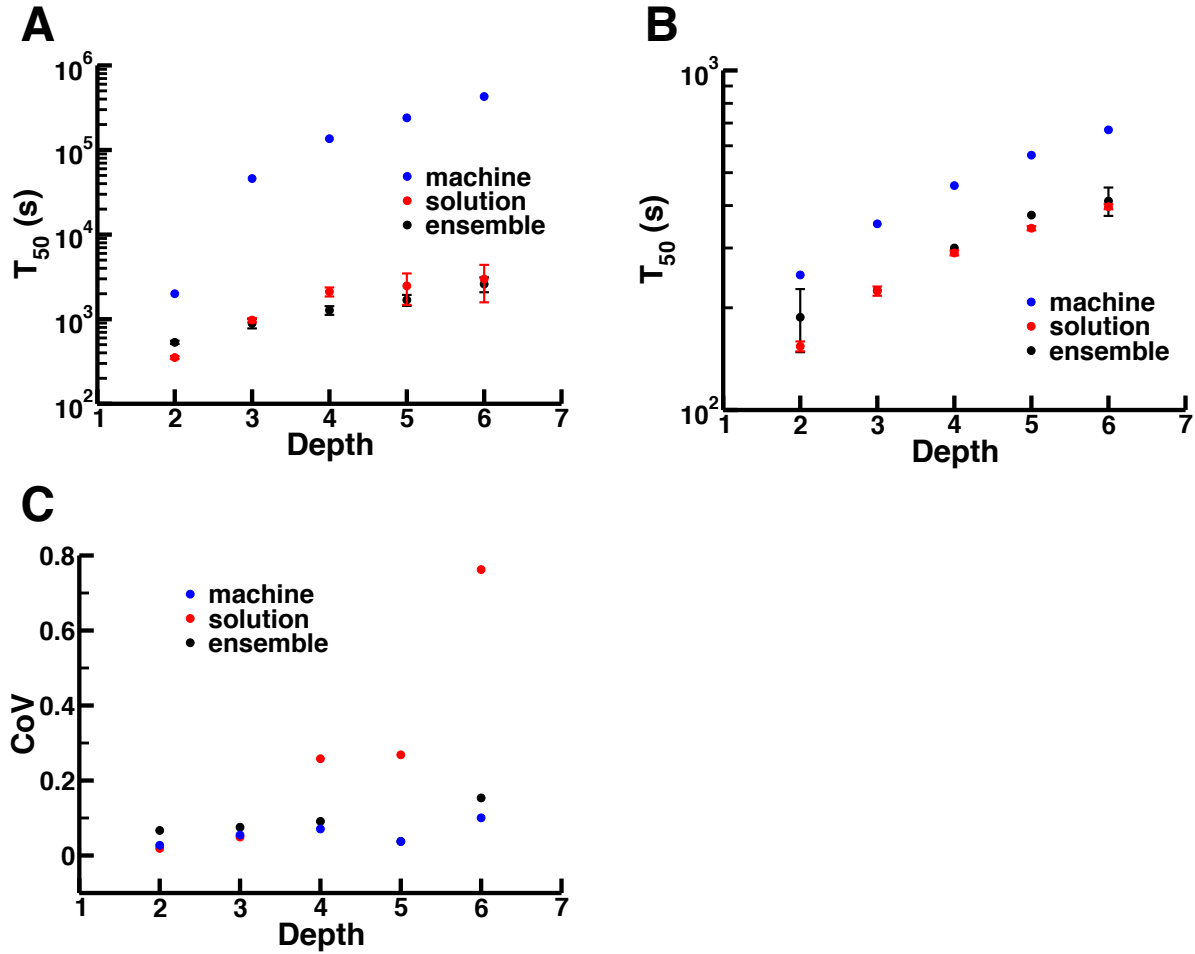 A
10^6
10^5
10^4
10^3
10^2
T_50 (s)
machine
solution
ensemble
1 2 3 4 5 6 7
Depth
B
10^3
10^2
T_50 (s)
machine
solution
ensemble
1 2 3 4 5 6 7
Depth
C
0.8
0.6
0.4
0.2
0
CoV
machine
solution
ensemble
1 2 3 4 5 6 7
Depth